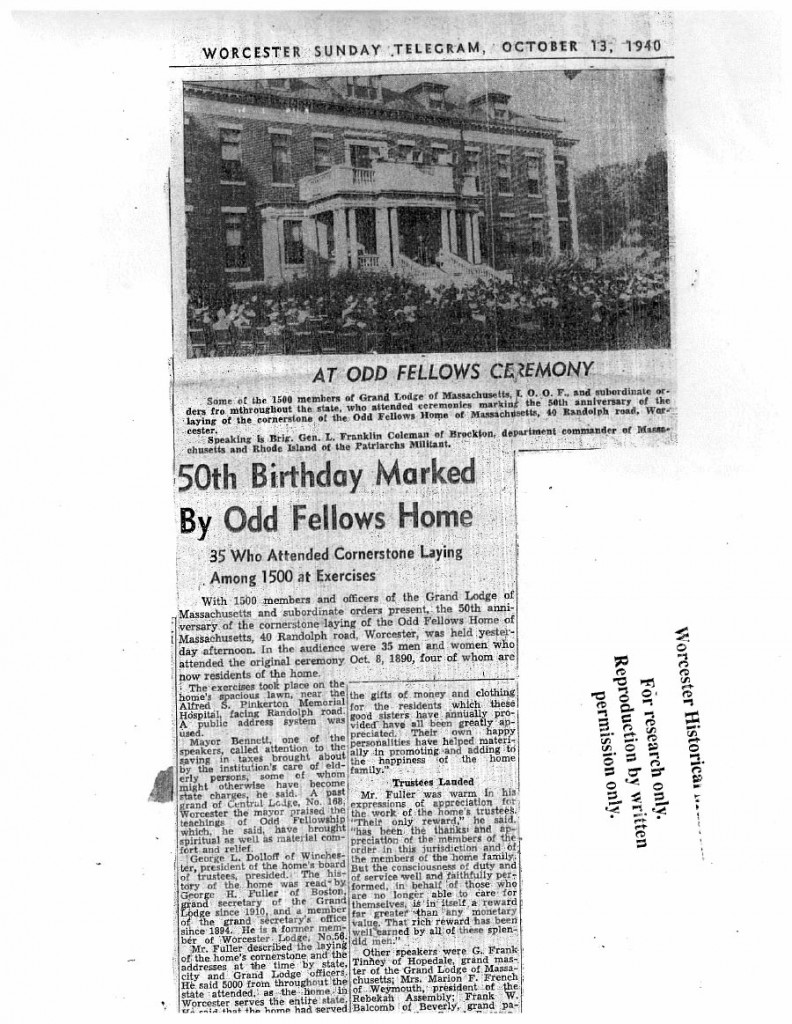 WORCESTER SUNDAY TELEGRAM, OCTOBER 13, 1940
AT ODD FELLOWS CEREMONY
Some of the 1500 members of Grand Lodge of Massachusetts, I. O. O. F., and subordinate or-
ders fro mthroughout the state, who attended ceremonies marking the 50th anniversary of the
laying of the cornerstone of the Odd Fellows Home of Massachusetts, 40 Randolph road, Wor-
cester.
Speaking is Brig. Gen. L. Franklin Coleman of Brockton, department commander of Massa-
chusetts and Rhode Island of the Patriarchs Militant.
50th Birthday Marked
By Odd Fellows Home
35 Who Attended Cornerstone Laying
Among 1500 at Exercises
With 1500 members and officers of the Grand Lodge of
Massachusetts and subordinate orders present, the 50th anni-
versary of the cornerstone laying of the Odd Fellows Home of
Massachusetts, 40 Randolph road, Worcester, was held yester-
day afternoon. In the audience were 35 men and women who
attended the original ceremony Oct. 8, 1890, four of whom are
now residents of the home.
The exercises took place on the
home's spacious lawn, near the
Alfred S. Pinkerton Memorial
Hospital, facing Randolph road.
A public address system was
used.
Mayor Bennett, one of the
speakers, called attention to the
saving in taxes brought about
by the institution's care of eld-
erly persons, some of whom
might otherwise have become
state charges, he said. A past
grand of Central Lodge, No. 168,
Worcester the mayor praised the
teachings of Odd Fellowship
which, he said, have brought
spiritual as well as material com-
fort and relief.
George L. Dolloff of Winches-
ter, president of the home's board
of trustees, presided. The his-
tory of the home was read by
George H. Fuller of Boston,
grand secretary of the Grand
Lodge since 1910, and a member
of the grand secretary's office
since 1894. He is a former mem-
ber of Worcester Lodge, No.56.
Mr. Fuller described the laying
of the home's cornerstone and the
addresses at the time by state,
city and Grand Lodge officers.
He said 5000 from throughout the
state attended, as the home in
Worcester serves the entire state.
He said that the home had served
the gifts of money and clothing
for the residents which these
good sisters have annually pro-
vided have all been greatly ap-
preciated. Their own happy
personalities have helped materi-
ally in promoting and adding to
the happiness of the home
family."
Trustees Lauded
Mr. Fuller was warm in his
expressions of appreciation for
the work of the home's trustees.
"Their only reward," he said,
"has been the thanks and ap-
preciation of the members of the
order in this jurisdiction and of
the members of the home family.
But the consciousness of duty and
of service well and faithfully per-
formed, in behalf of those who
are no longer able to care for
themselves, is in itself a reward
far greater than any monetary
value. That rich reward has been
well earned by all of these splen-
did men."
Other speakers were G. Frank
Tinney of Hopedale, grand mas-
ter of the Grand Lodge of Massa-
chusetts; Mrs. Marion F. French
of Weymouth, president of the
Rebekah Assembly; Frank W.
Balcomb of Beverly, grand pa-
Worcester Historical
For research only.
Reproduction by written
permission only.